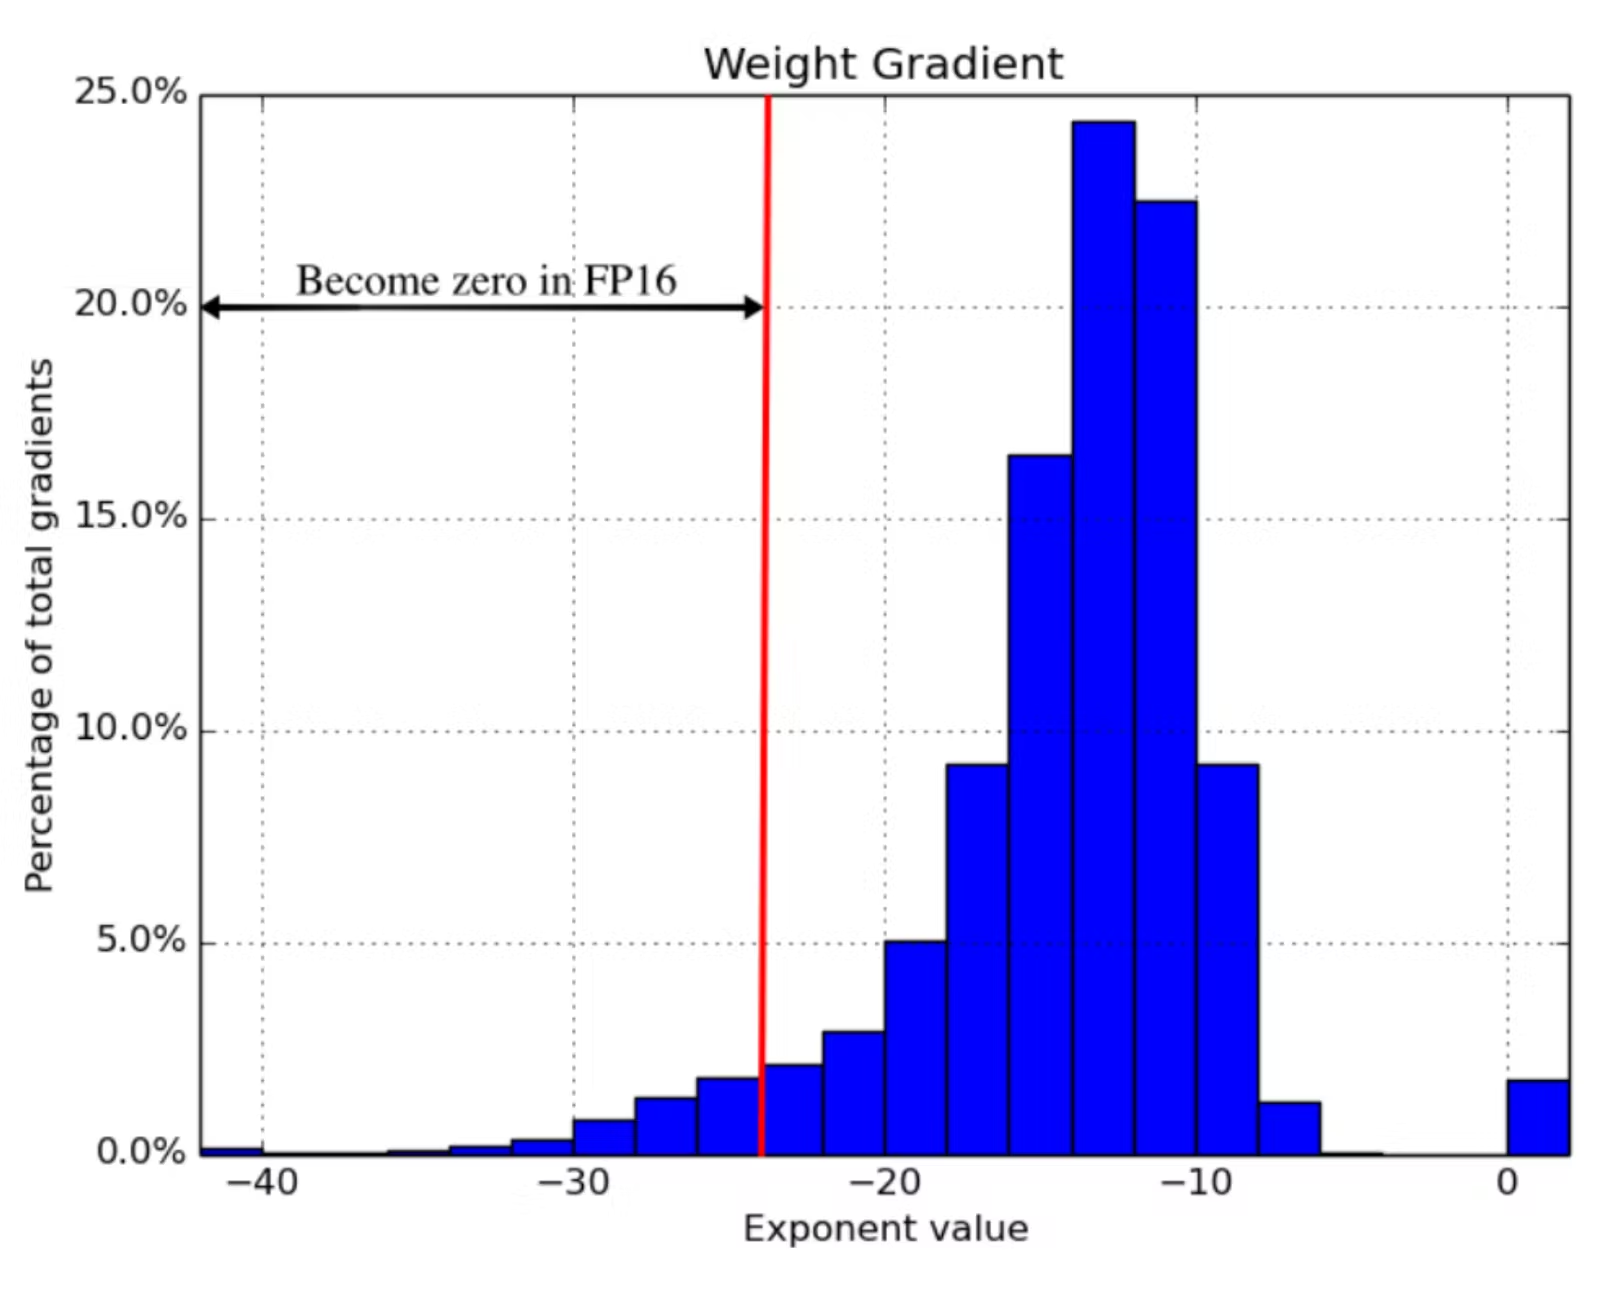 Weight Gradient
25.0%
Become zero in FP16
20.0%
15.0%
10.0%
5.0%
0.0%
Percentage of total gradients
−40 −30 −20 −10 0
Exponent value